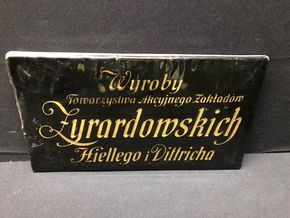 Wyroby
Towarzystwa Akcyjnego Zakładów
Żyrardowskich
Hiellego i Dittricha